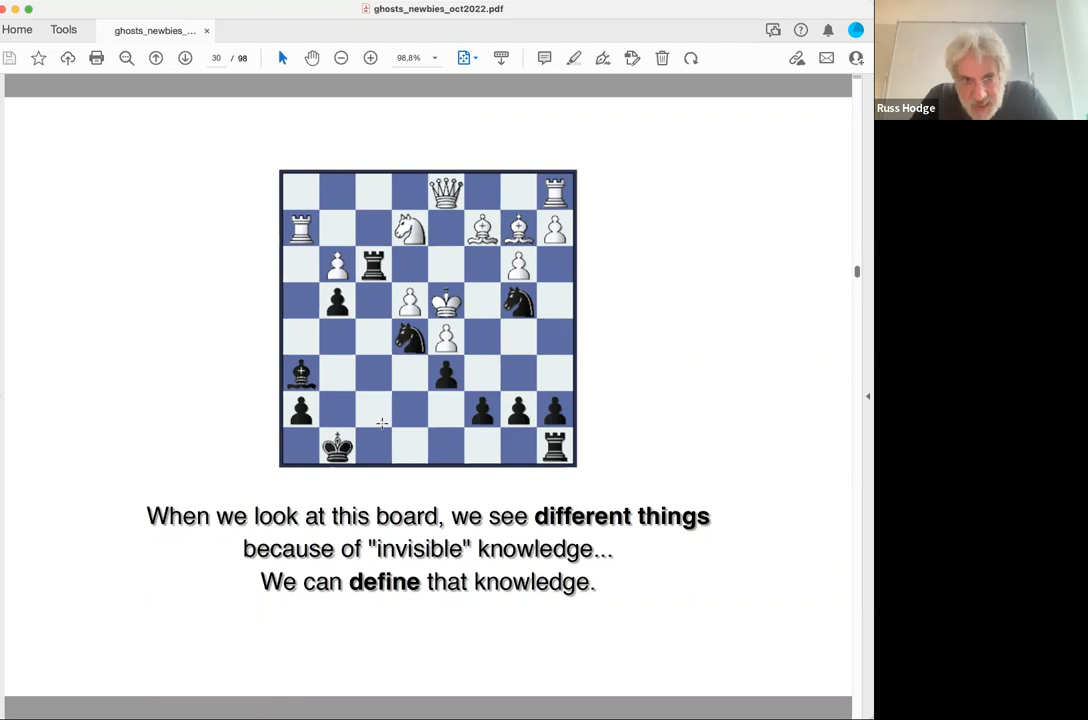 ghosts_newbies_oct2022.pdf
Home
Tools
ghosts_newbies_...
30 / 98
98,8%
Russ Hodge
When we look at this board, we see different things
because of "invisible" knowledge...
We can define that knowledge.